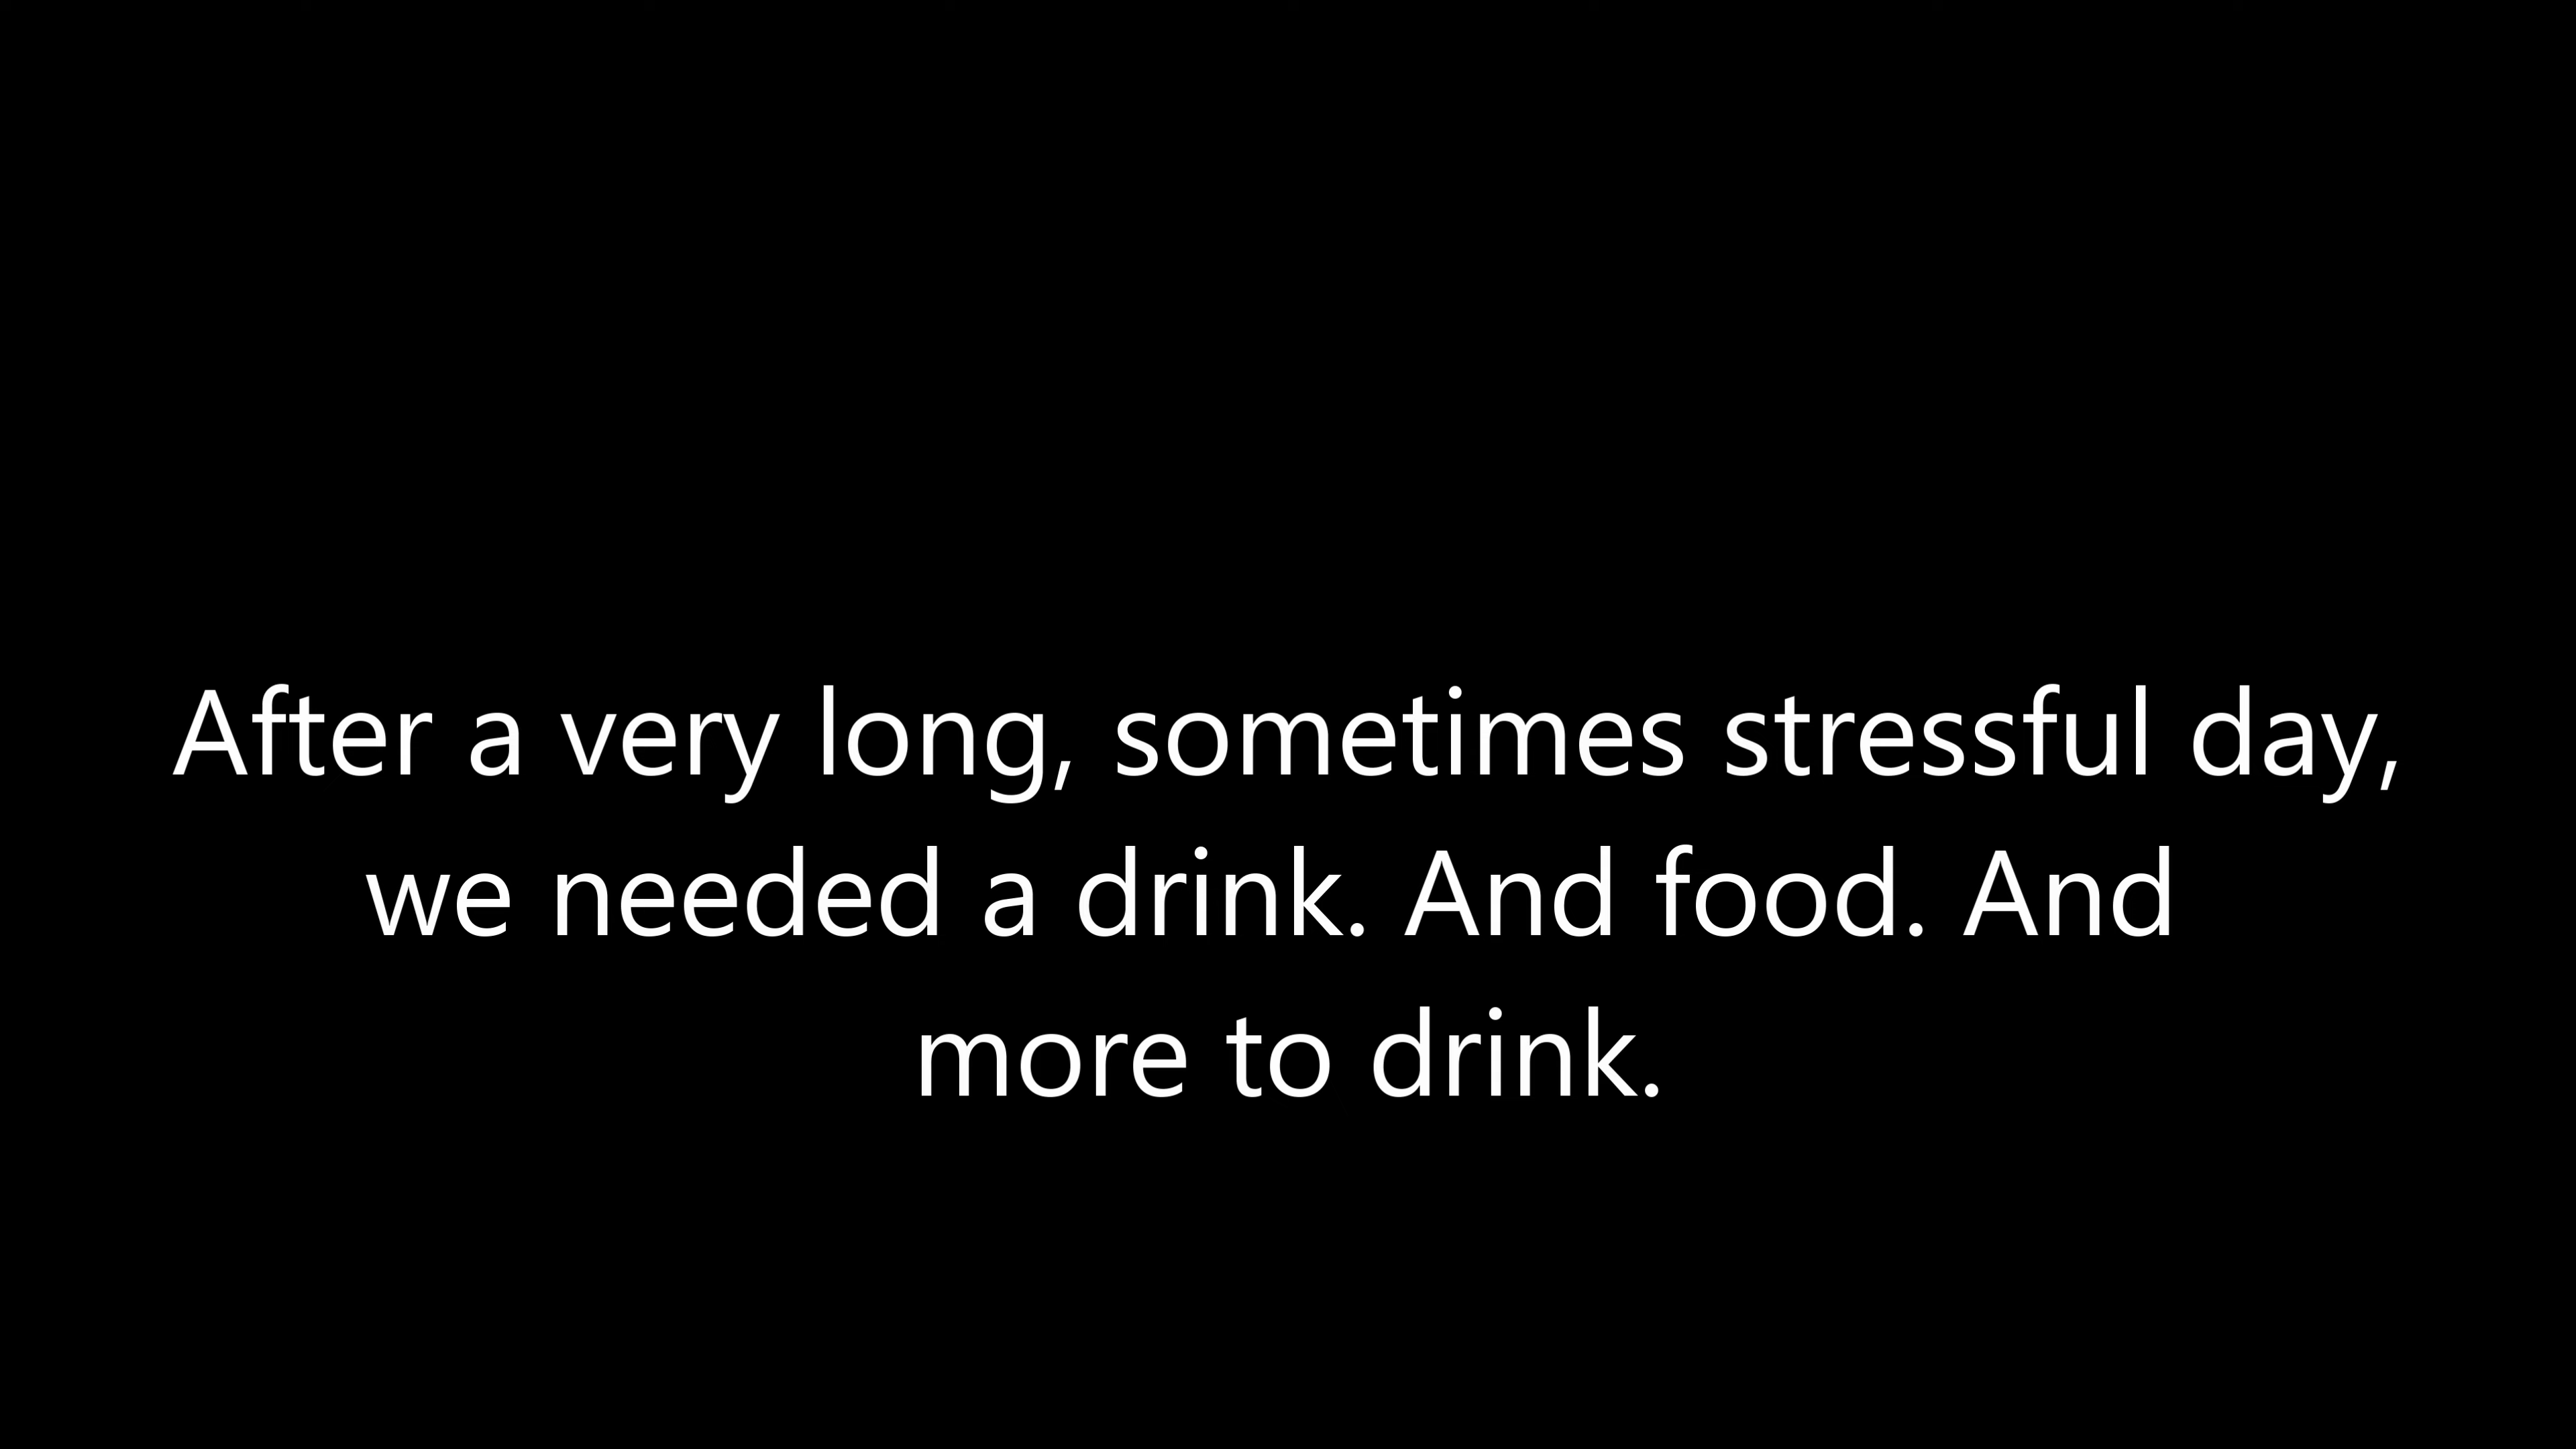 After a very long, sometimes stressful day,
we needed a drink. And food. And
more to drink.